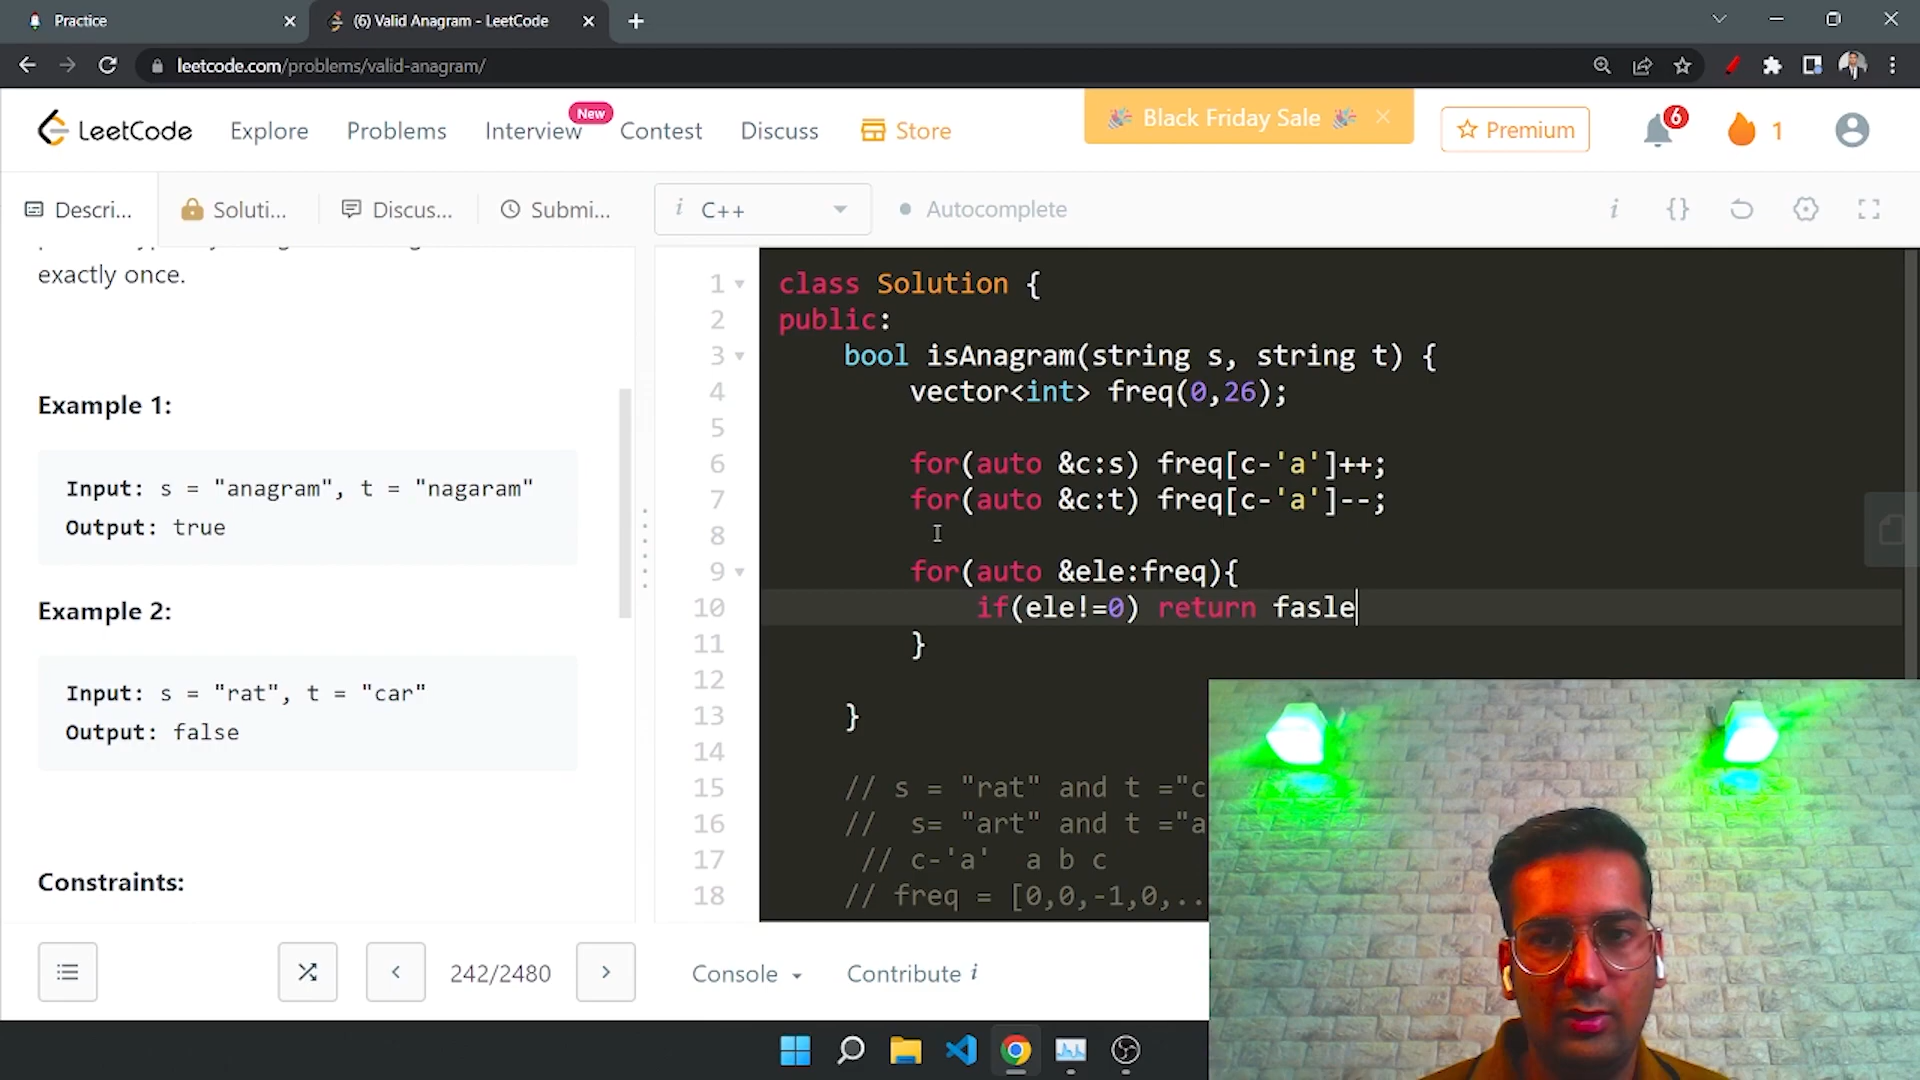 Practice
(6) Valid Anagram - LeetCode
leetcode.com/problems/valid-anagram/
LeetCode
Explore
Problems
Interview
New
Contest
Discuss
Store
Black Friday Sale
Premium
6
1
Descri...
Soluti...
Discus...
Submi...
i C++
Autocomplete
i {}
exactly once.
Example 1:
Input: s = "anagram", t = "nagaram"
Output: true
Example 2:
Input: s = "rat", t = "car"
Output: false
Constraints:
1 class Solution {
2 public:
3 bool isAnagram(string s, string t) {
4 vector<int> freq(0,26);
5
6 for(auto &c:s) freq[c-'a']++;
7 for(auto &c:t) freq[c-'a']--;
8
9 for(auto &ele:freq){
10 if(ele!=0) return fasle
11 }
12
13 }
14
15 // s = "rat" and t ="c
16 // s= "art" and t ="a
17 // c-'a' a b c
18 // freq = [0,0,-1,0,..
242/2480
Console
Contribute i